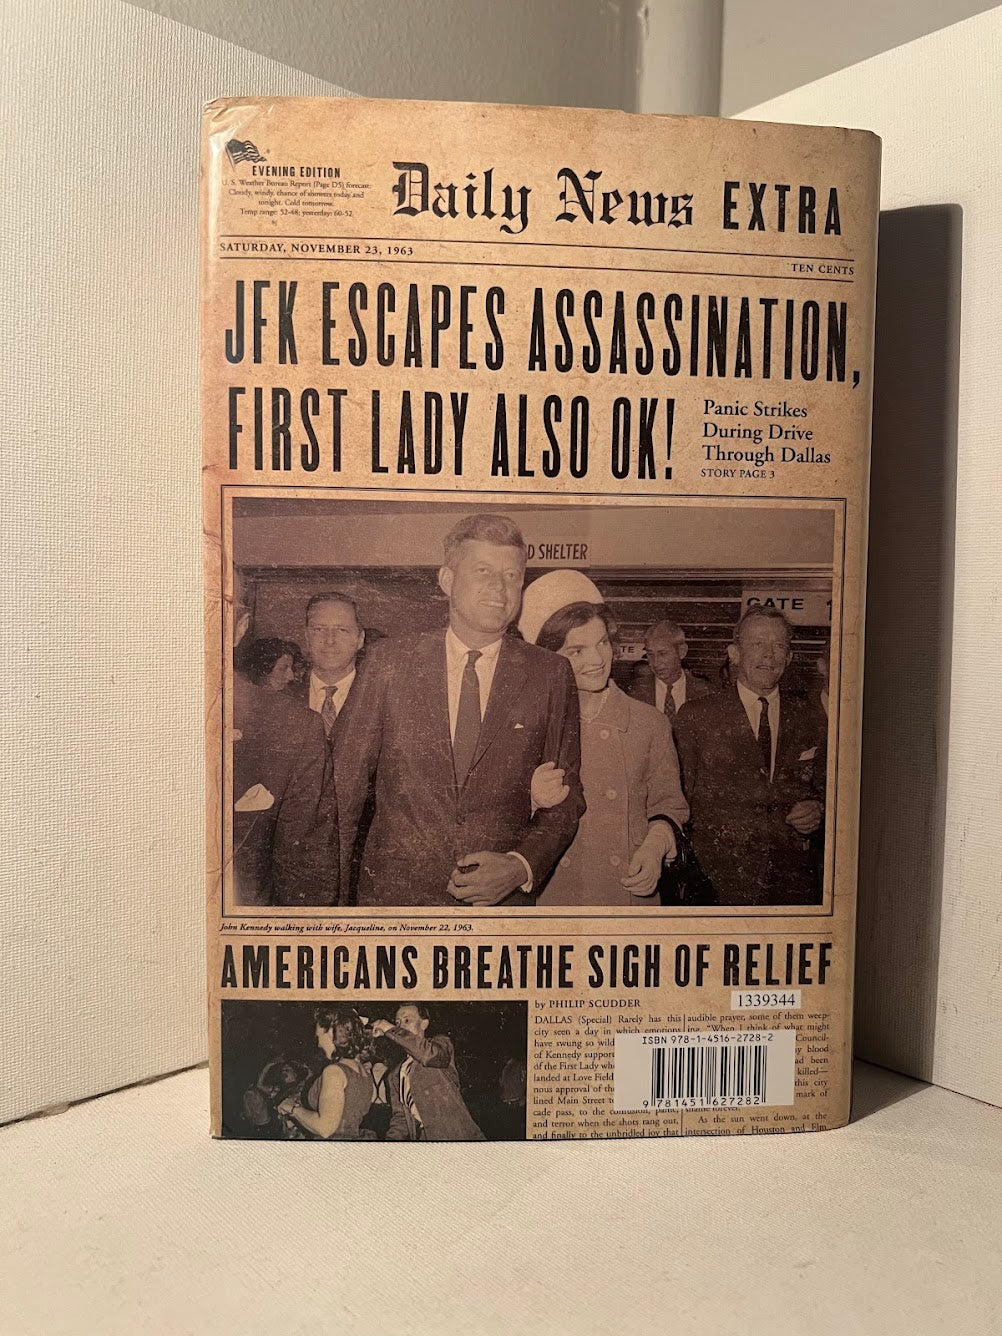 EVENING EDITION
U. S. Weather Bureau Report (Page D5) forecast:
Cloudy, windy, chance of showers today and
tonight. Cold tomorrow.
Temp range: 52-48; yesterday: 60-52.
Daily News EXTRA
SATURDAY, NOVEMBER 23, 1963
TEN CENTS
JFK ESCAPES ASSASSINATION,
FIRST LADY ALSO OK!
Panic Strikes
During Drive
Through Dallas
STORY PAGE 3
D SHELTER
GATE 1
TE 2
John Kennedy walking with wife, Jacqueline, on November 22, 1963.
AMERICANS BREATHE SIGH OF RELIEF
by PHILIP SCUDDER
1339344
DALLAS (Special) Rarely has this
city seen a day in which emotions
have swung so wild
of Kennedy suppor
of the First Lady wh
landed at Love Field
nous approval of th
lined Main Street t
cade pass, to the confusion, panic,
and terror when the shots rang out,
and finally to the unbridled joy that
audible prayer, some of them weep-
ing. "When I think of what might
Council-
y blood
ad been
killed—
this city
mark of
shame forever."
As the sun went down, at the
intersection of Houston and Elm
ISBN 978-1-4516-2728-2
9 781451 627282